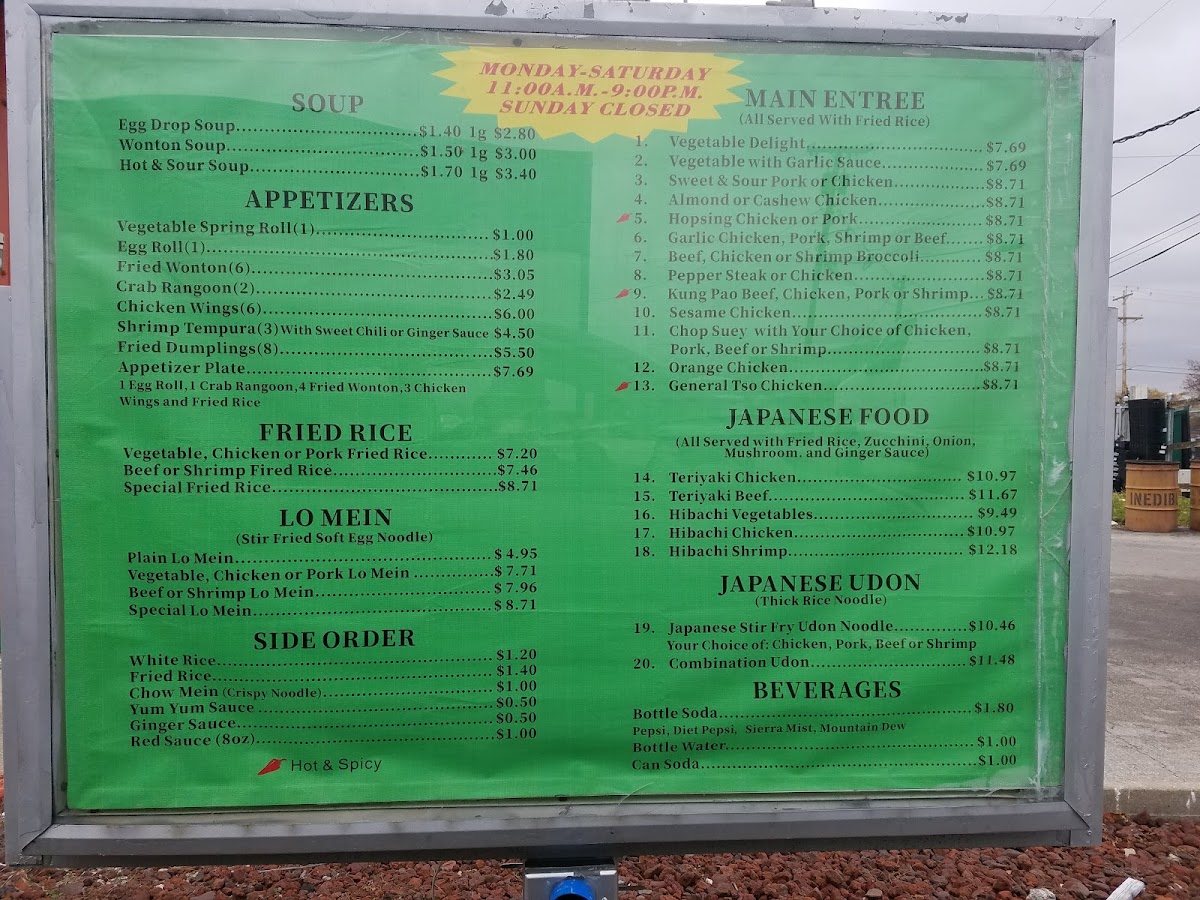 MONDAY-SATURDAY
11:00A.M.-9:00P.M.
SUNDAY CLOSED
SOUP
Egg Drop Soup..............................$1.40 1g $2.80
Wonton Soup................................$1.50 1g $3.00
Hot & Sour Soup............................$1.70 1g $3.40
APPETIZERS
Vegetable Spring Roll(1)..............................$1.00
Egg Roll(1)..............................$1.80
Fried Wonton(6)..............................$3.05
Crab Rangoon(2)..............................$2.49
Chicken Wings(6)..............................$6.00
Shrimp Tempura(3) With Sweet Chili or Ginger Sauce $4.50
Fried Dumplings(8)..............................$5.50
Appetizer Plate..............................$7.69
1 Egg Roll, 1 Crab Rangoon, 4 Fried Wonton, 3 Chicken
Wings and Fried Rice
FRIED RICE
Vegetable, Chicken or Pork Fried Rice............$7.20
Beef or Shrimp Fired Rice..............................$7.46
Special Fried Rice..............................$8.71
LO MEIN
(Stir Fried Soft Egg Noodle)
Plain Lo Mein..............................$4.95
Vegetable, Chicken or Pork Lo Mein ..............$7.71
Beef or Shrimp Lo Mein..............................$7.96
Special Lo Mein..............................$8.71
SIDE ORDER
White Rice..............................$1.20
Fried Rice..............................$1.40
Chow Mein (Crispy Noodle)..............................$1.00
Yum Yum Sauce ..............................$0.50
Ginger Sauce..............................$0.50
Red Sauce (8oz)..............................$1.00
Hot & Spicy
MAIN ENTREE
(All Served With Fried Rice)
1. Vegetable Delight..............................$7.69
2. Vegetable with Garlic Sauce................$7.69
3. Sweet & Sour Pork or Chicken..............$8.71
4. Almond or Cashew Chicken..................$8.71
5. Hopsing Chicken or Pork....................$8.71
6. Garlic Chicken, Pork, Shrimp or Beef......$8.71
7. Beef, Chicken or Shrimp Broccoli..........$8.71
8. Pepper Steak or Chicken....................$8.71
9. Kung Pao Beef, Chicken, Pork or Shrimp...$8.71
10. Sesame Chicken..............................$8.71
11. Chop Suey with Your Choice of Chicken,
Pork, Beef or Shrimp..............................$8.71
12. Orange Chicken..............................$8.71
13. General Tso Chicken..............................$8.71
JAPANESE FOOD
(All Served with Fried Rice, Zucchini, Onion,
Mushroom. and Ginger Sauce)
14. Teriyaki Chicken..............................$10.97
15. Teriyaki Beef..............................$11.67
16. Hibachi Vegetables..............................$9.49
17. Hibachi Chicken..............................$10.97
18. Hibachi Shrimp..............................$12.18
JAPANESE UDON
(Thick Rice Noodle)
19. Japanese Stir Fry Udon Noodle.............$10.46
Your Choice of: Chicken, Pork, Beef or Shrimp
20. Combination Udon..............................$11.48
BEVERAGES
Bottle Soda..............................$1.80
Pepsi, Diet Pepsi, Sierra Mist, Mountain Dew
Bottle Water..............................$1.00
Can Soda..............................$1.00
INEDIB